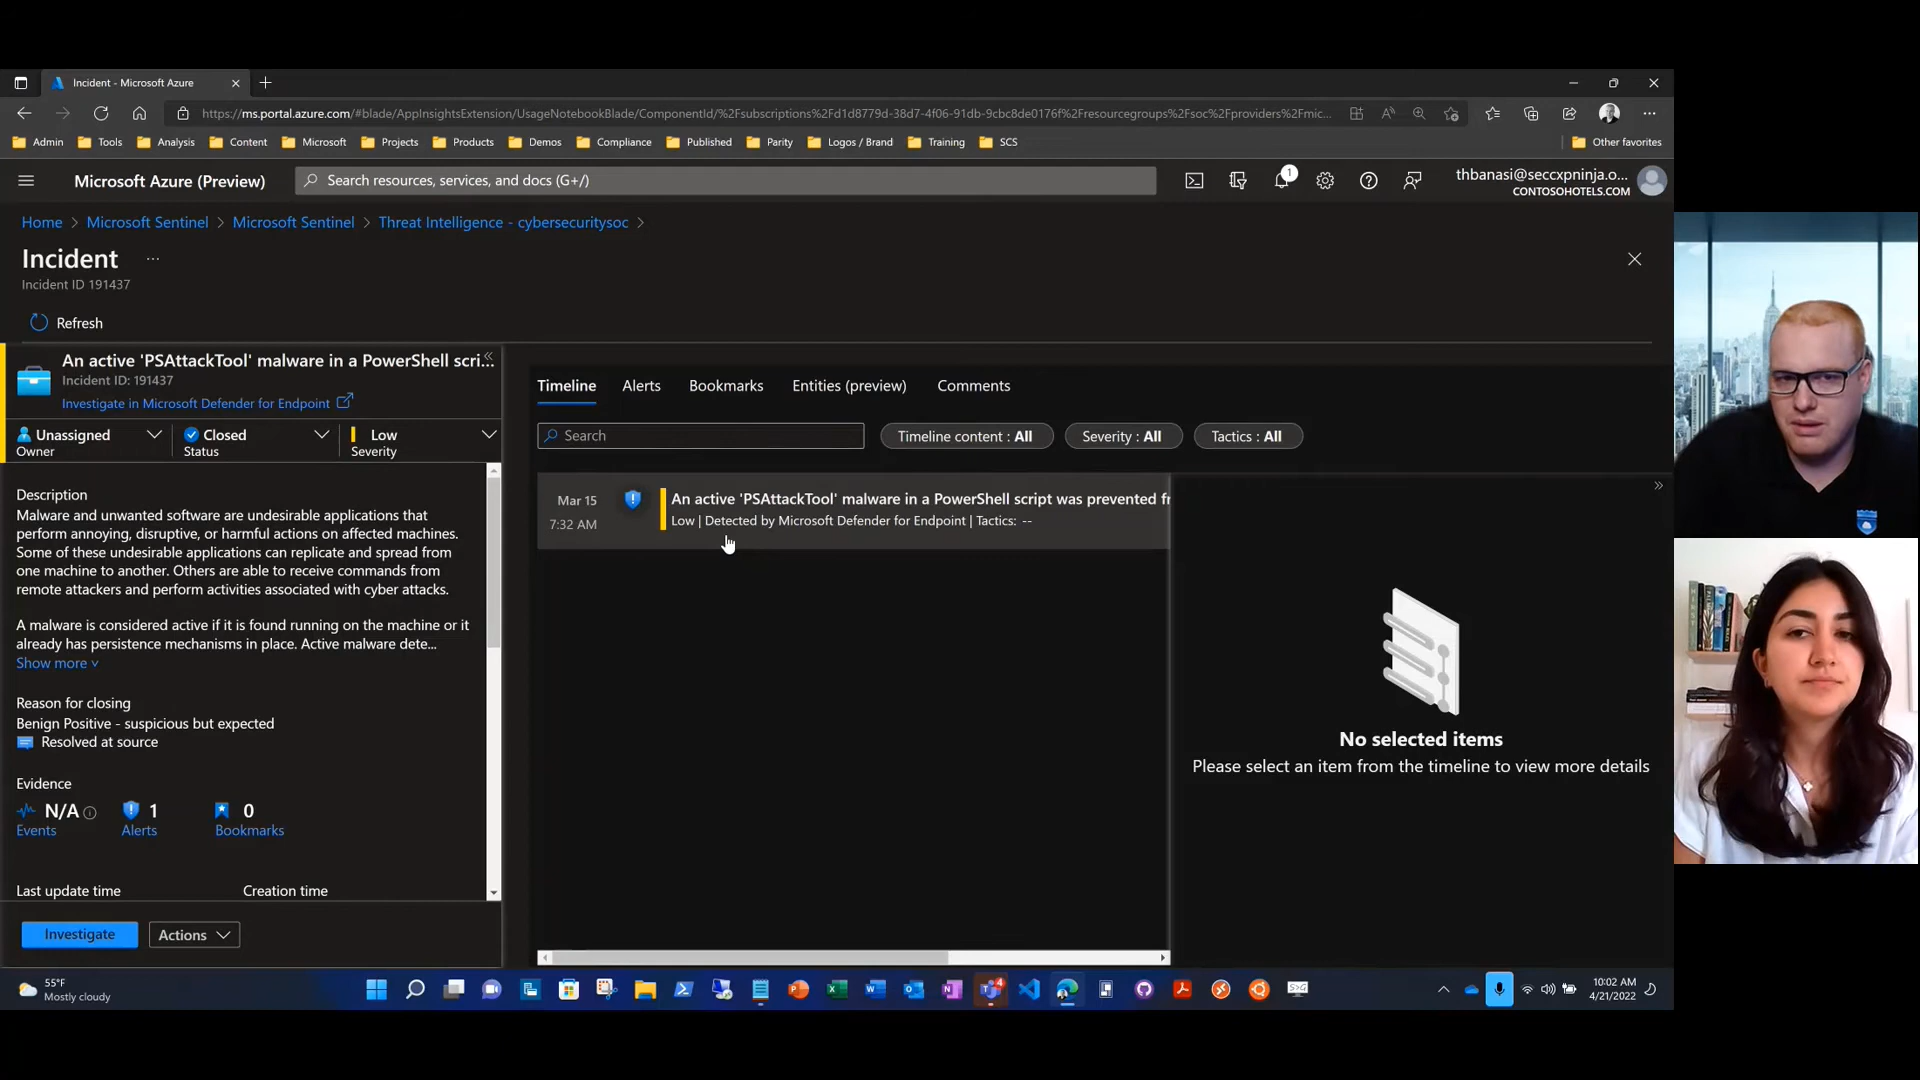 Incident - Microsoft Azure
https://ms.portal.azure.com/#blade/AppInsightsExtension/UsageNotebookBlade/ComponentId/%2Fsubscriptions%2Fd1d8779d-38d7-4f06-91db-9cbc8de0176f%2Fresourcegroups%2Fsoc%2Fproviders%2Fmic...
Admin Tools Analysis Content Microsoft Projects Products Demos Compliance Published Parity Logos / Brand Training SCS Other favorites
Microsoft Azure (Preview)
Search resources, services, and docs (G+/)
1
thbanasi@seccxpninja.o...
CONTOSOHOTELS.COM
Home > Microsoft Sentinel > Microsoft Sentinel > Threat Intelligence - cybersecuritysoc >
Incident ...
Incident ID 191437
Refresh
An active 'PSAttackTool' malware in a PowerShell scri...
Incident ID: 191437
Investigate in Microsoft Defender for Endpoint
Unassigned
Owner
Closed
Status
Low
Severity
Description
Malware and unwanted software are undesirable applications that
perform annoying, disruptive, or harmful actions on affected machines.
Some of these undesirable applications can replicate and spread from
one machine to another. Others are able to receive commands from
remote attackers and perform activities associated with cyber attacks.
A malware is considered active if it is found running on the machine or it
already has persistence mechanisms in place. Active malware dete...
Show more
Reason for closing
Benign Positive - suspicious but expected
Resolved at source
Evidence
N/A
Events
1
Alerts
0
Bookmarks
Last update time
Creation time
Investigate
Actions
Timeline Alerts Bookmarks Entities (preview) Comments
Search
Timeline content : All
Severity : All
Tactics : All
Mar 15
7:32 AM
An active 'PSAttackTool' malware in a PowerShell script was prevented fr
Low | Detected by Microsoft Defender for Endpoint | Tactics: --
No selected items
Please select an item from the timeline to view more details
55°F
Mostly cloudy
4
10:02 AM
4/21/2022